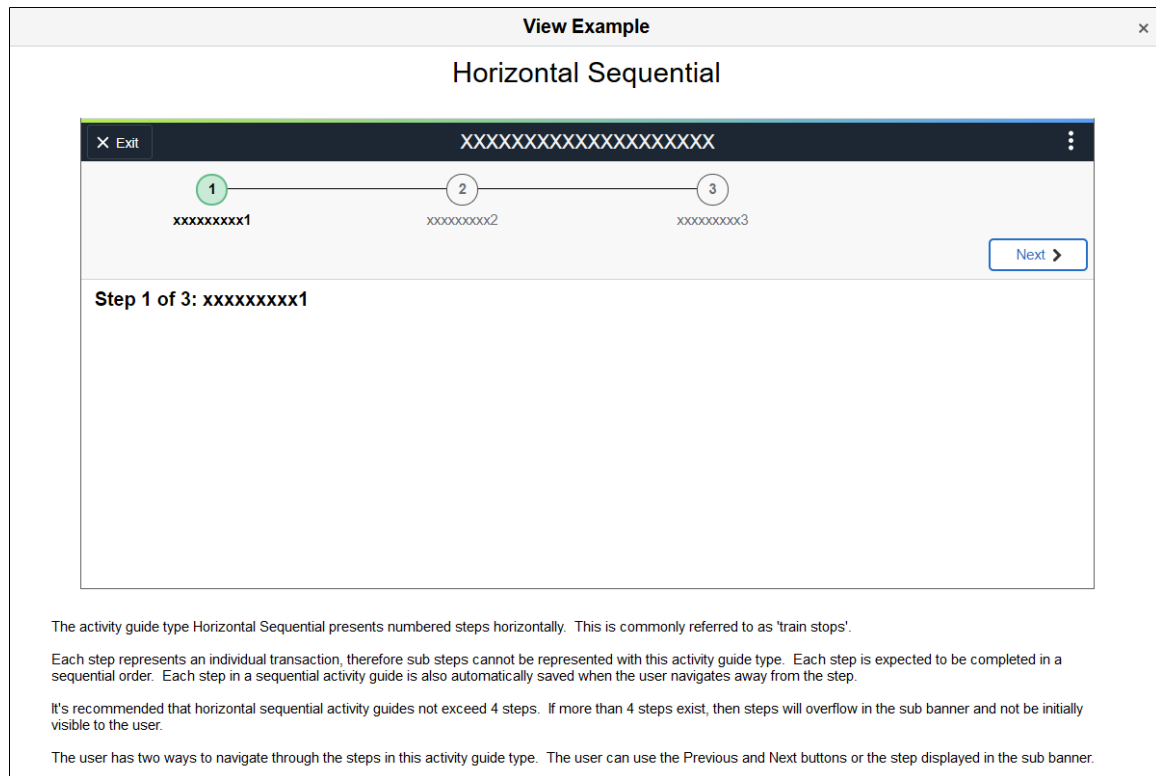 View Example
×
Horizontal Sequential
Exit
XXXXXXXXXXXXXXXXXXXX
1
2
3
xxxxxxxxx1
xxxxxxxxx2
xxxxxxxxx3
Next
Step 1 of 3: xxxxxxxxx1
The activity guide type Horizontal Sequential presents numbered steps horizontally.  This is commonly referred to as 'train stops'.
Each step represents an individual transaction, therefore sub steps cannot be represented with this activity guide type.  Each step is expected to be completed in a
sequential order.  Each step in a sequential activity guide is also automatically saved when the user navigates away from the step.
It's recommended that horizontal sequential activity guides not exceed 4 steps.  If more than 4 steps exist, then steps will overflow in the sub banner and not be initially
visible to the user.
The user has two ways to navigate through the steps in this activity guide type.  The user can use the Previous and Next buttons or the step displayed in the sub banner.